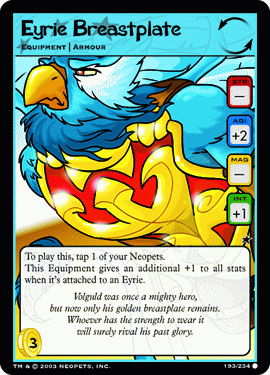 Eyrie Breastplate
Equipment | Armour
STR
–
AGI
+2
MAG
–
INT
+1
To play this, tap 1 of your Neopets.
This Equipment gives an additional +1 to all stats
when it's attached to an Eyrie.
Volgudd was once a mighty hero,
but now only his golden breastplate remains.
Whoever has the strength to wear it
will surely rival his past glory.
3
TM & © 2003 NEOPETS, INC.
193/234